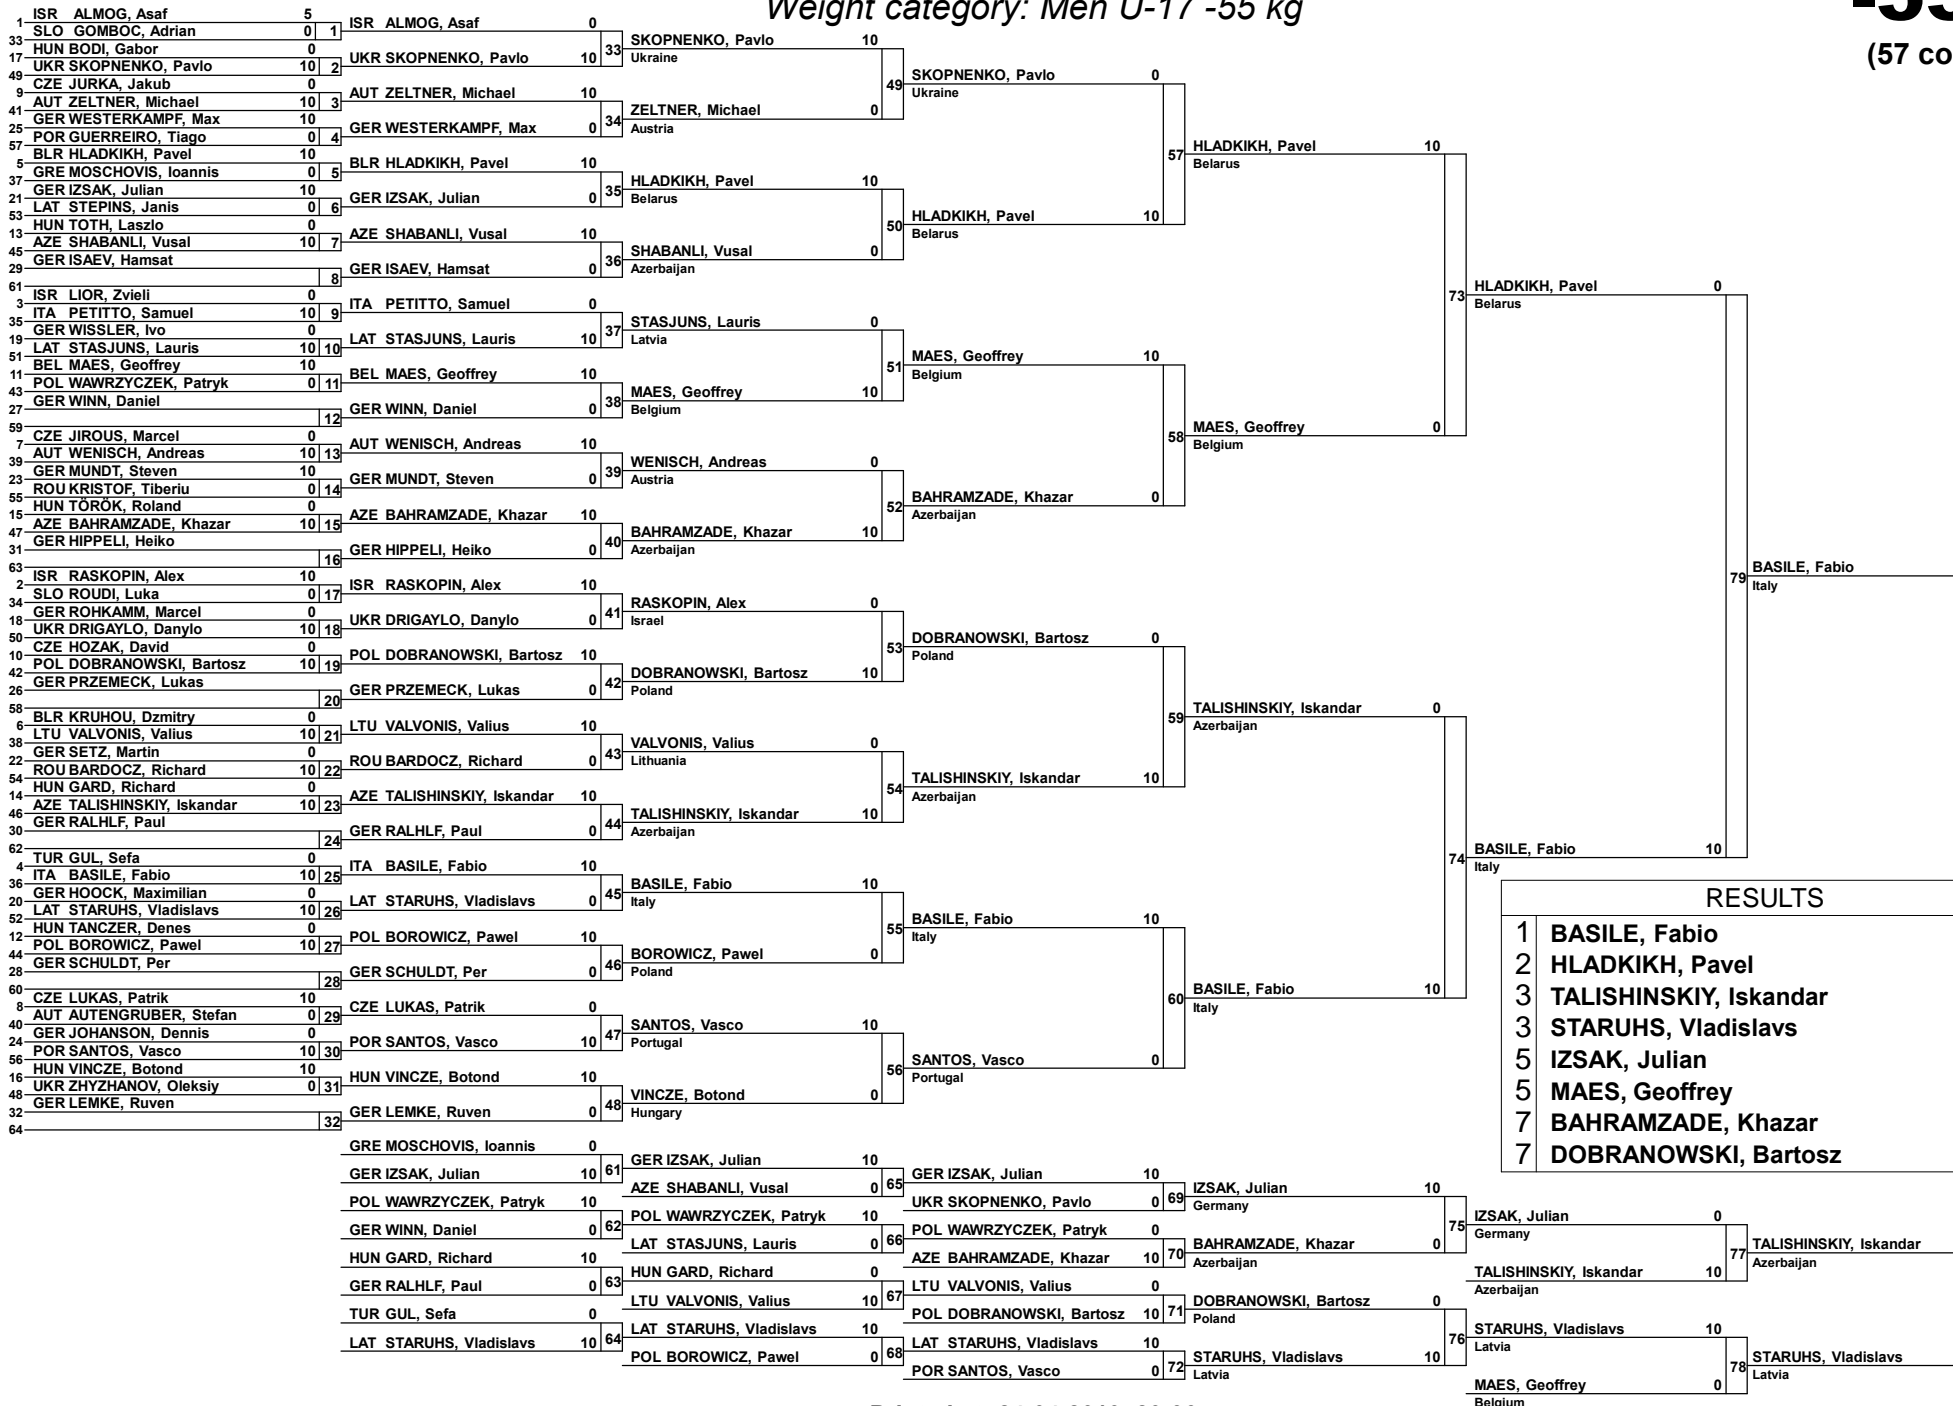 Weight category: Men U-17 -55 kg
(57 co
1 ISR ALMOG, Asaf 5
33 SLO GOMBOC, Adrian 0 1
17 HUN BODI, Gabor 0
49 UKR SKOPNENKO, Pavlo 10 2
9 CZE JURKA, Jakub 0
41 AUT ZELTNER, Michael 10 3
25 GER WESTERKAMPF, Max 10
57 POR GUERREIRO, Tiago 0 4
5 BLR HLADKIKH, Pavel 10
37 GRE MOSCHOVIS, Ioannis 0 5
21 GER IZSAK, Julian 10
53 LAT STEPINS, Janis 0 6
13 HUN TOTH, Laszlo 0
45 AZE SHABANLI, Vusal 10 7
29 GER ISAEV, Hamsat
61 8
3 ISR LIOR, Zvieli 0
35 ITA PETITTO, Samuel 10 9
19 GER WISSLER, Ivo 0
51 LAT STASJUNS, Lauris 10 10
11 BEL MAES, Geoffrey 10
43 POL WAWRZYCZEK, Patryk 0 11
27 GER WINN, Daniel
59 12
7 CZE JIROUS, Marcel 0
39 AUT WENISCH, Andreas 10 13
23 GER MUNDT, Steven 10
55 ROU KRISTOF, Tiberiu 0 14
15 HUN TÖRÖK, Roland 0
47 AZE BAHRAMZADE, Khazar 10 15
31 GER HIPPELI, Heiko
63 16
2 ISR RASKOPIN, Alex 10
34 SLO ROUDI, Luka 0 17
18 GER ROHKAMM, Marcel 0
50 UKR DRIGAYLO, Danylo 10 18
10 CZE HOZAK, David 0
42 POL DOBRANOWSKI, Bartosz 10 19
26 GER PRZEMECK, Lukas
58 20
6 BLR KRUHOU, Dzmitry 0
38 LTU VALVONIS, Valius 10 21
22 GER SETZ, Martin 0
54 ROU BARDOCZ, Richard 10 22
14 HUN GARD, Richard 0
46 AZE TALISHINSKIY, Iskandar 10 23
30 GER RALHLF, Paul
62 24
4 TUR GUL, Sefa 0
36 ITA BASILE, Fabio 10 25
20 GER HOOCK, Maximilian 0
52 LAT STARUHS, Vladislavs 10 26
12 HUN TANCZER, Denes 0
44 POL BOROWICZ, Pawel 10 27
28 GER SCHULDT, Per
60 28
8 CZE LUKAS, Patrik 10
40 AUT AUTENGRUBER, Stefan 0 29
24 GER JOHANSON, Dennis 0
56 POR SANTOS, Vasco 10 30
16 HUN VINCZE, Botond 10
48 UKR ZHYZHANOV, Oleksiy 0 31
32 GER LEMKE, Ruven
64 32
ISR ALMOG, Asaf 0
UKR SKOPNENKO, Pavlo 10 33
AUT ZELTNER, Michael 10
GER WESTERKAMPF, Max 0 34
BLR HLADKIKH, Pavel 10
GER IZSAK, Julian 0 35
AZE SHABANLI, Vusal 10
GER ISAEV, Hamsat 0 36
ITA PETITTO, Samuel 0
LAT STASJUNS, Lauris 10 37
BEL MAES, Geoffrey 10
GER WINN, Daniel 0 38
AUT WENISCH, Andreas 10
GER MUNDT, Steven 0 39
AZE BAHRAMZADE, Khazar 10
GER HIPPELI, Heiko 0 40
ISR RASKOPIN, Alex 10
UKR DRIGAYLO, Danylo 0 41
POL DOBRANOWSKI, Bartosz 10
GER PRZEMECK, Lukas 0 42
LTU VALVONIS, Valius 10
ROU BARDOCZ, Richard 0 43
AZE TALISHINSKIY, Iskandar 10
GER RALHLF, Paul 0 44
ITA BASILE, Fabio 10
LAT STARUHS, Vladislavs 0 45
POL BOROWICZ, Pawel 10
GER SCHULDT, Per 0 46
CZE LUKAS, Patrik 0
POR SANTOS, Vasco 10 47
HUN VINCZE, Botond 10
GER LEMKE, Ruven 0 48
SKOPNENKO, Pavlo 10
Ukraine
49
ZELTNER, Michael 0
Austria
HLADKIKH, Pavel 10
Belarus
50
SHABANLI, Vusal 0
Azerbaijan
STASJUNS, Lauris 0
Latvia
51
MAES, Geoffrey 10
Belgium
WENISCH, Andreas 0
Austria
52
BAHRAMZADE, Khazar 10
Azerbaijan
RASKOPIN, Alex 0
Israel
53
DOBRANOWSKI, Bartosz 10
Poland
VALVONIS, Valius 0
Lithuania
54
TALISHINSKIY, Iskandar 10
Azerbaijan
BASILE, Fabio 10
Italy
55
BOROWICZ, Pawel 0
Poland
SANTOS, Vasco 10
Portugal
56
VINCZE, Botond 0
Hungary
SKOPNENKO, Pavlo 0
Ukraine
57
HLADKIKH, Pavel 10
Belarus
MAES, Geoffrey 10
Belgium
58
BAHRAMZADE, Khazar 0
Azerbaijan
DOBRANOWSKI, Bartosz 0
Poland
59
TALISHINSKIY, Iskandar 10
Azerbaijan
BASILE, Fabio 10
Italy
60
SANTOS, Vasco 0
Portugal
HLADKIKH, Pavel 10
Belarus
73
MAES, Geoffrey 0
Belgium
TALISHINSKIY, Iskandar 0
Azerbaijan
74
BASILE, Fabio 10
Italy
HLADKIKH, Pavel 0
Belarus
79
BASILE, Fabio 10
Italy
BASILE, Fabio
Italy
RESULTS
1 BASILE, Fabio
2 HLADKIKH, Pavel
3 TALISHINSKIY, Iskandar
3 STARUHS, Vladislavs
5 IZSAK, Julian
5 MAES, Geoffrey
7 BAHRAMZADE, Khazar
7 DOBRANOWSKI, Bartosz
GRE MOSCHOVIS, Ioannis 0
GER IZSAK, Julian 10 61
POL WAWRZYCZEK, Patryk 10
GER WINN, Daniel 0 62
HUN GARD, Richard 10
GER RALHLF, Paul 0 63
TUR GUL, Sefa 0
LAT STARUHS, Vladislavs 10 64
GER IZSAK, Julian 10
AZE SHABANLI, Vusal 0 65
POL WAWRZYCZEK, Patryk 10
LAT STASJUNS, Lauris 0 66
HUN GARD, Richard 0
LTU VALVONIS, Valius 10 67
LAT STARUHS, Vladislavs 10
POL BOROWICZ, Pawel 0 68
GER IZSAK, Julian 10
UKR SKOPNENKO, Pavlo 0 69
POL WAWRZYCZEK, Patryk 0
AZE BAHRAMZADE, Khazar 10 70
LTU VALVONIS, Valius 0
POL DOBRANOWSKI, Bartosz 10 71
LAT STARUHS, Vladislavs 10
POR SANTOS, Vasco 0 72
IZSAK, Julian 10
Germany
75
BAHRAMZADE, Khazar 0
Azerbaijan
DOBRANOWSKI, Bartosz 0
Poland
76
STARUHS, Vladislavs 10
Latvia
IZSAK, Julian 0
Germany
77
TALISHINSKIY, Iskandar 10
Azerbaijan
STARUHS, Vladislavs 10
Latvia
78
MAES, Geoffrey 0
Belgium
TALISHINSKIY, Iskandar
Azerbaijan
STARUHS, Vladislavs
Latvia